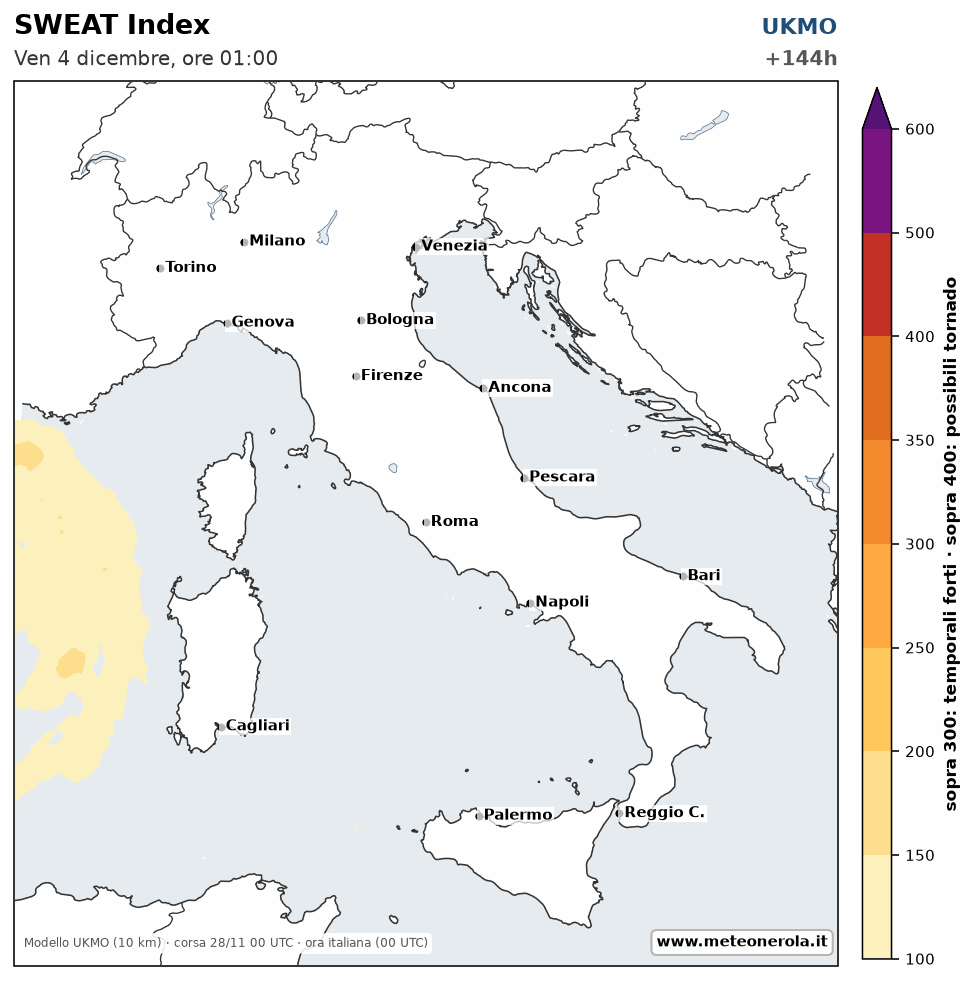 SWEAT Index
UKMO
Ven 4 dicembre, ore 01:00
+144h
Milano
Venezia
Torino
Genova
Bologna
Firenze
Ancona
Pescara
Roma
Bari
Napoli
Cagliari
Palermo
Reggio C.
Modello UKMO (10 km) · corsa 28/11 00 UTC · ora italiana (00 UTC)
www.meteonerola.it
600
500
400
350
300
250
200
150
100
sopra 300: temporali forti · sopra 400: possibili tornado